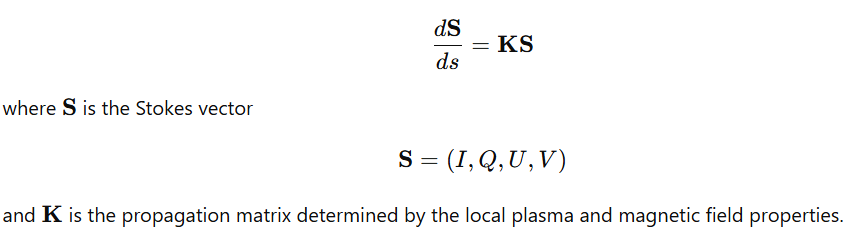 dS/ds = KS
where S is the Stokes vector
S = (I, Q, U, V)
and K is the propagation matrix determined by the local plasma and magnetic field properties.